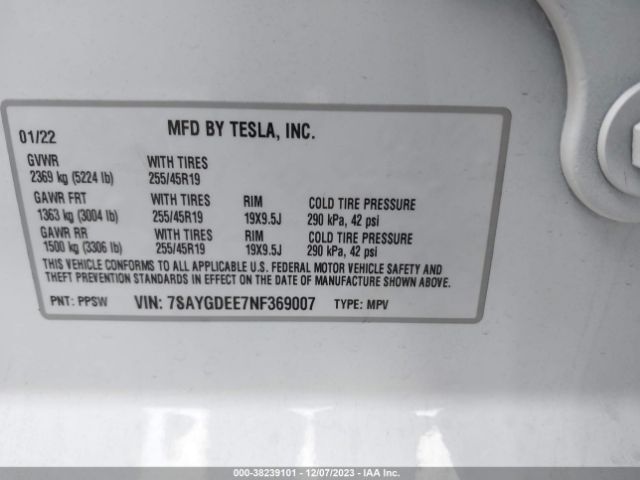 01/22 MFD BY TESLA, INC.
GVWR WITH TIRES
2369 kg (5224 lb) 255/45R19
GAWR FRT WITH TIRES RIM COLD TIRE PRESSURE
1363 kg (3004 lb) 255/45R19 19X9.5J 290 kPa, 42 psi
GAWR RR WITH TIRES RIM COLD TIRE PRESSURE
1500 kg (3306 lb) 255/45R19 19X9.5J 290 kPa, 42 psi
THIS VEHICLE CONFORMS TO ALL APPLICABLE U.S. FEDERAL MOTOR VEHICLE SAFETY AND
THEFT PREVENTION STANDARDS IN EFFECT ON THE DATE OF MANUFACTURE SHOWN ABOVE.
PNT: PPSW VIN: 7SAYGDEE7NF369007 TYPE: MPV
000-38239101 - 12/07/2023 - IAA Inc.